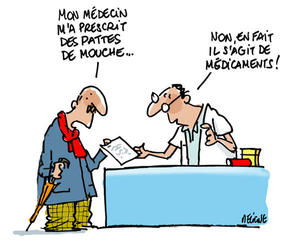 MON MÉDECIN
M'A PRESCRIT
DES PATTES
DE MOUCHE...
NON, EN FAIT
IL S'AGIT DE
MÉDICAMENTS!